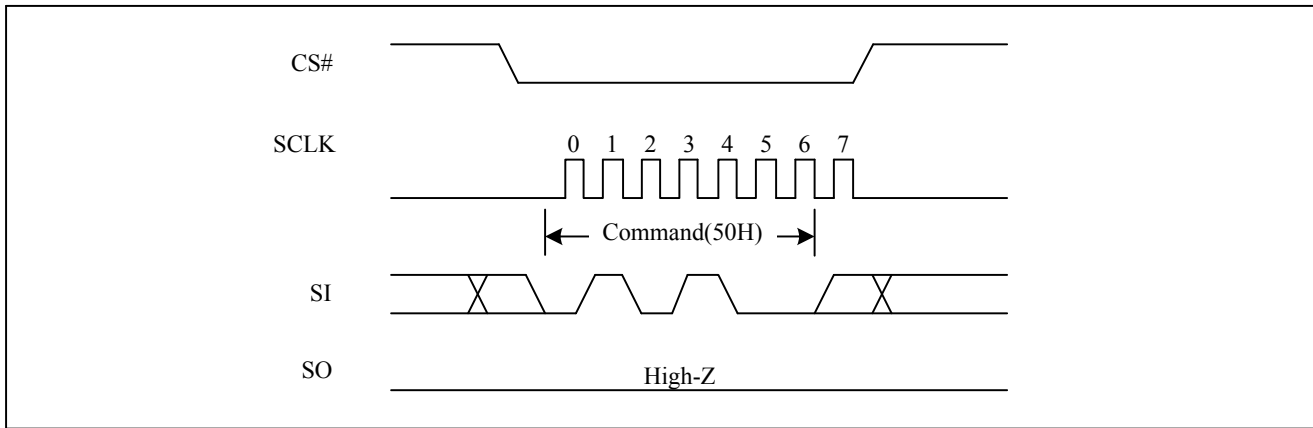 CS#
SCLK
0 1 2 3 4 5 6 7
Command(50H)
SI
SO
High-Z